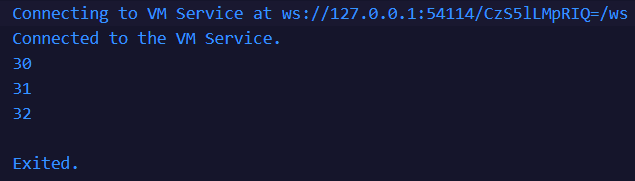 Connecting to VM Service at ws://127.0.0.1:54114/CzS5lLMpRIQ=/ws
Connected to the VM Service.
30
31
32
Exited.